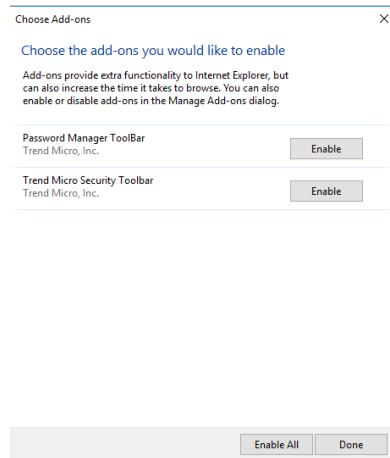 Choose Add-ons
Choose the add-ons you would like to enable
Add-ons provide extra functionality to Internet Explorer, but
can also increase the time it takes to browse. You can also
enable or disable add-ons in the Manage Add-ons dialog.
Password Manager ToolBar
Trend Micro, Inc.
Enable
Trend Micro Security Toolbar
Trend Micro, Inc.
Enable
Enable All
Done